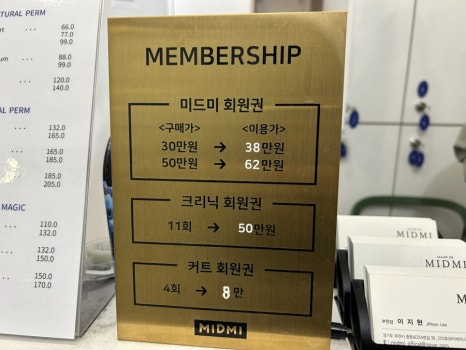 TURAL PERM
66.0
77.0
99.0
88.0
99.0
120.0
140.0
PERM
132.0
165.0
165.0
185.0
185.0
205.0
MAGIC
110.0
132.0
132.0
150.0
150.0
170.0
MEMBERSHIP
미드미 회원권
<구매가> <이용가>
30만원 → 38만원
50만원 → 62만원
크리닉 회원권
11회 → 50만원
커트 회원권
4회 → 8만
MIDMI
MIDMI
MIDMI
MIDMI
이지현